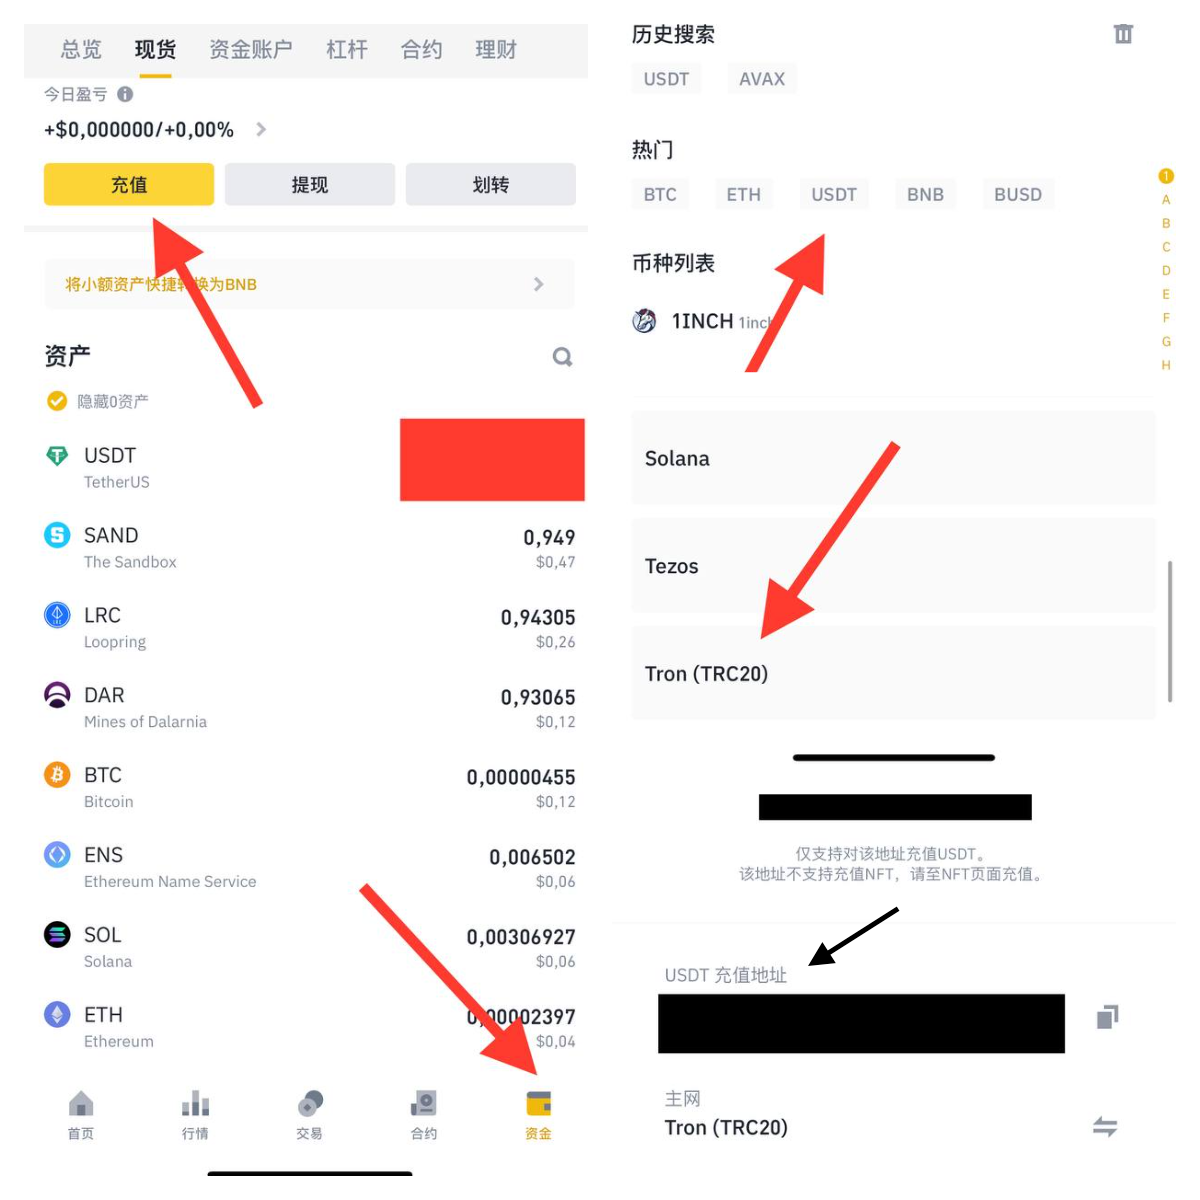 总览 现货 资金账户 杠杆 合约 理财
今日盈亏
+$0,000000/+0,00%
充值 提现 划转
将小额资产快捷转换为BNB
资产
隐藏0资产
USDT
TetherUS
SAND 0,949
The Sandbox $0,47
LRC 0,94305
Loopring $0,26
DAR 0,93065
Mines of Dalarnia $0,12
BTC 0,00000455
Bitcoin $0,12
ENS 0,006502
Ethereum Name Service $0,06
SOL 0,00306927
Solana $0,06
ETH 0,00002397
Ethereum $0,04
首页 行情 交易 合约 资金
历史搜索
USDT AVAX
热门
BTC ETH USDT BNB BUSD
币种列表
1INCH 1inch
1
A
B
C
D
E
F
G
H
Solana
Tezos
Tron (TRC20)
仅支持对该地址充值USDT。
该地址不支持充值NFT，请至NFT页面充值。
USDT 充值地址
主网
Tron (TRC20)